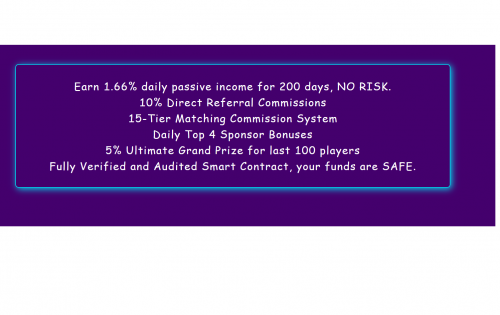 Earn 1.66% daily passive income for 200 days, NO RISK.
10% Direct Referral Commissions
15-Tier Matching Commission System
Daily Top 4 Sponsor Bonuses
5% Ultimate Grand Prize for last 100 players
Fully Verified and Audited Smart Contract, your funds are SAFE.